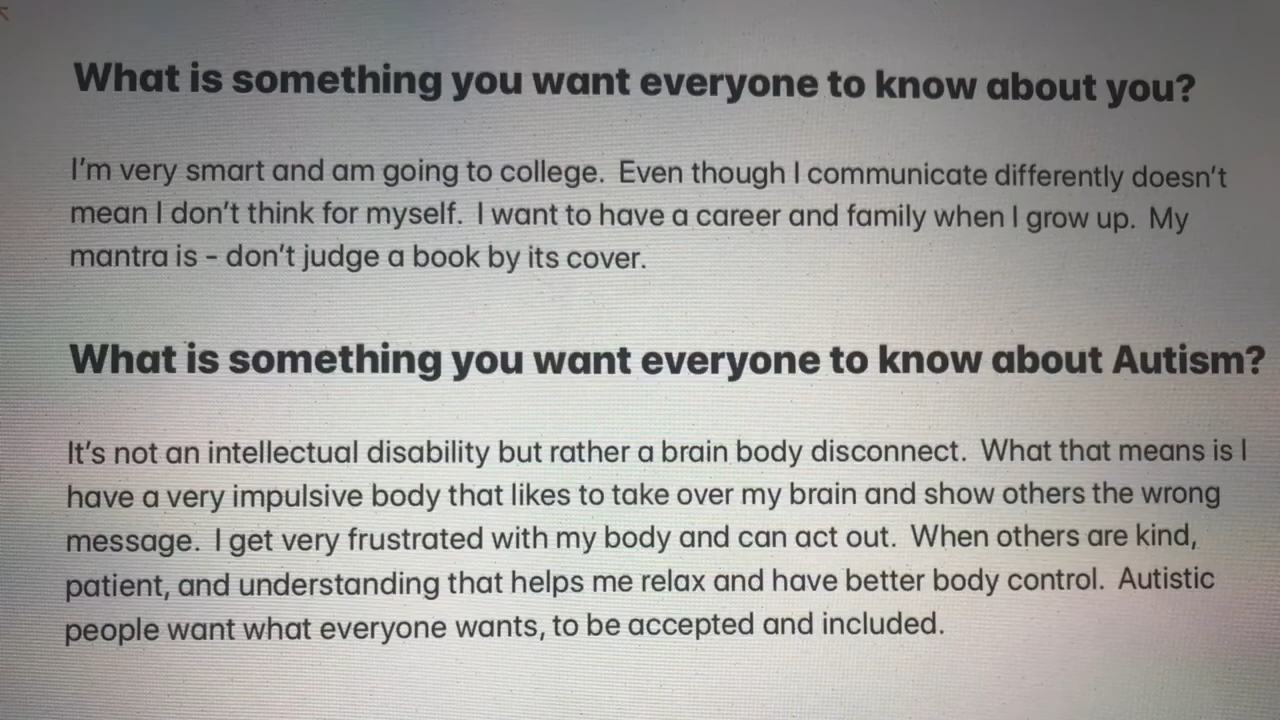 What is something you want everyone to know about you?
I'm very smart and am going to college. Even though I communicate differently doesn't
mean I don't think for myself. I want to have a career and family when I grow up. My
mantra is - don't judge a book by its cover.
What is something you want everyone to know about Autism?
It's not an intellectual disability but rather a brain body disconnect. What that means is I
have a very impulsive body that likes to take over my brain and show others the wrong
message. I get very frustrated with my body and can act out. When others are kind,
patient, and understanding that helps me relax and have better body control. Autistic
people want what everyone wants, to be accepted and included.